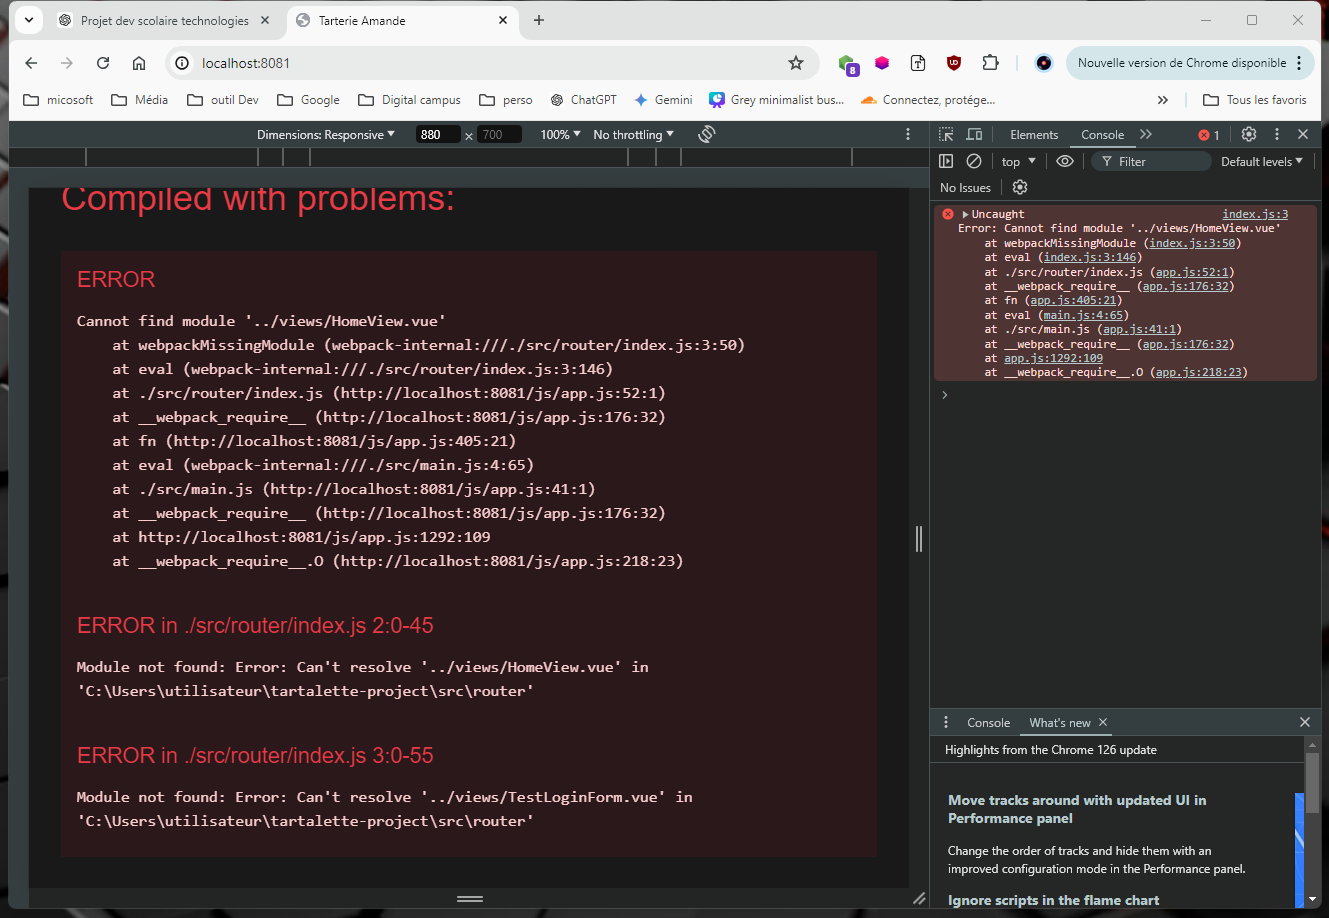 Projet dev scolaire technologies
Tarterie Amande
localhost:8081
8
Nouvelle version de Chrome disponible
micosoft
Média
outil Dev
Google
Digital campus
perso
ChatGPT
Gemini
Grey minimalist bus...
Connectez, protége...
Tous les favoris
Dimensions: Responsive
880
×
700
100%
No throttling
Elements
Console
1
top
Filter
Default levels
No Issues
Compiled with problems:
ERROR
Cannot find module '../views/HomeView.vue'
at webpackMissingModule (webpack-internal:///./src/router/index.js:3:50)
at eval (webpack-internal:///./src/router/index.js:3:146)
at ./src/router/index.js (http://localhost:8081/js/app.js:52:1)
at __webpack_require__ (http://localhost:8081/js/app.js:176:32)
at fn (http://localhost:8081/js/app.js:405:21)
at eval (webpack-internal:///./src/main.js:4:65)
at ./src/main.js (http://localhost:8081/js/app.js:41:1)
at __webpack_require__ (http://localhost:8081/js/app.js:176:32)
at http://localhost:8081/js/app.js:1292:109
at __webpack_require__.O (http://localhost:8081/js/app.js:218:23)
ERROR in ./src/router/index.js 2:0-45
Module not found: Error: Can't resolve '../views/HomeView.vue' in
'C:\Users\utilisateur\tartalette-project\src\router'
ERROR in ./src/router/index.js 3:0-55
Module not found: Error: Can't resolve '../views/TestLoginForm.vue' in
'C:\Users\utilisateur\tartalette-project\src\router'
Uncaught index.js:3
Error: Cannot find module '../views/HomeView.vue'
at webpackMissingModule (index.js:3:50)
at eval (index.js:3:146)
at ./src/router/index.js (app.js:52:1)
at __webpack_require__ (app.js:176:32)
at fn (app.js:405:21)
at eval (main.js:4:65)
at ./src/main.js (app.js:41:1)
at __webpack_require__ (app.js:176:32)
at app.js:1292:109
at __webpack_require__.O (app.js:218:23)
Console
What's new
Highlights from the Chrome 126 update
Move tracks around with updated UI in
Performance panel
Change the order of tracks and hide them with an
improved configuration mode in the Performance panel.
Ignore scripts in the flame chart